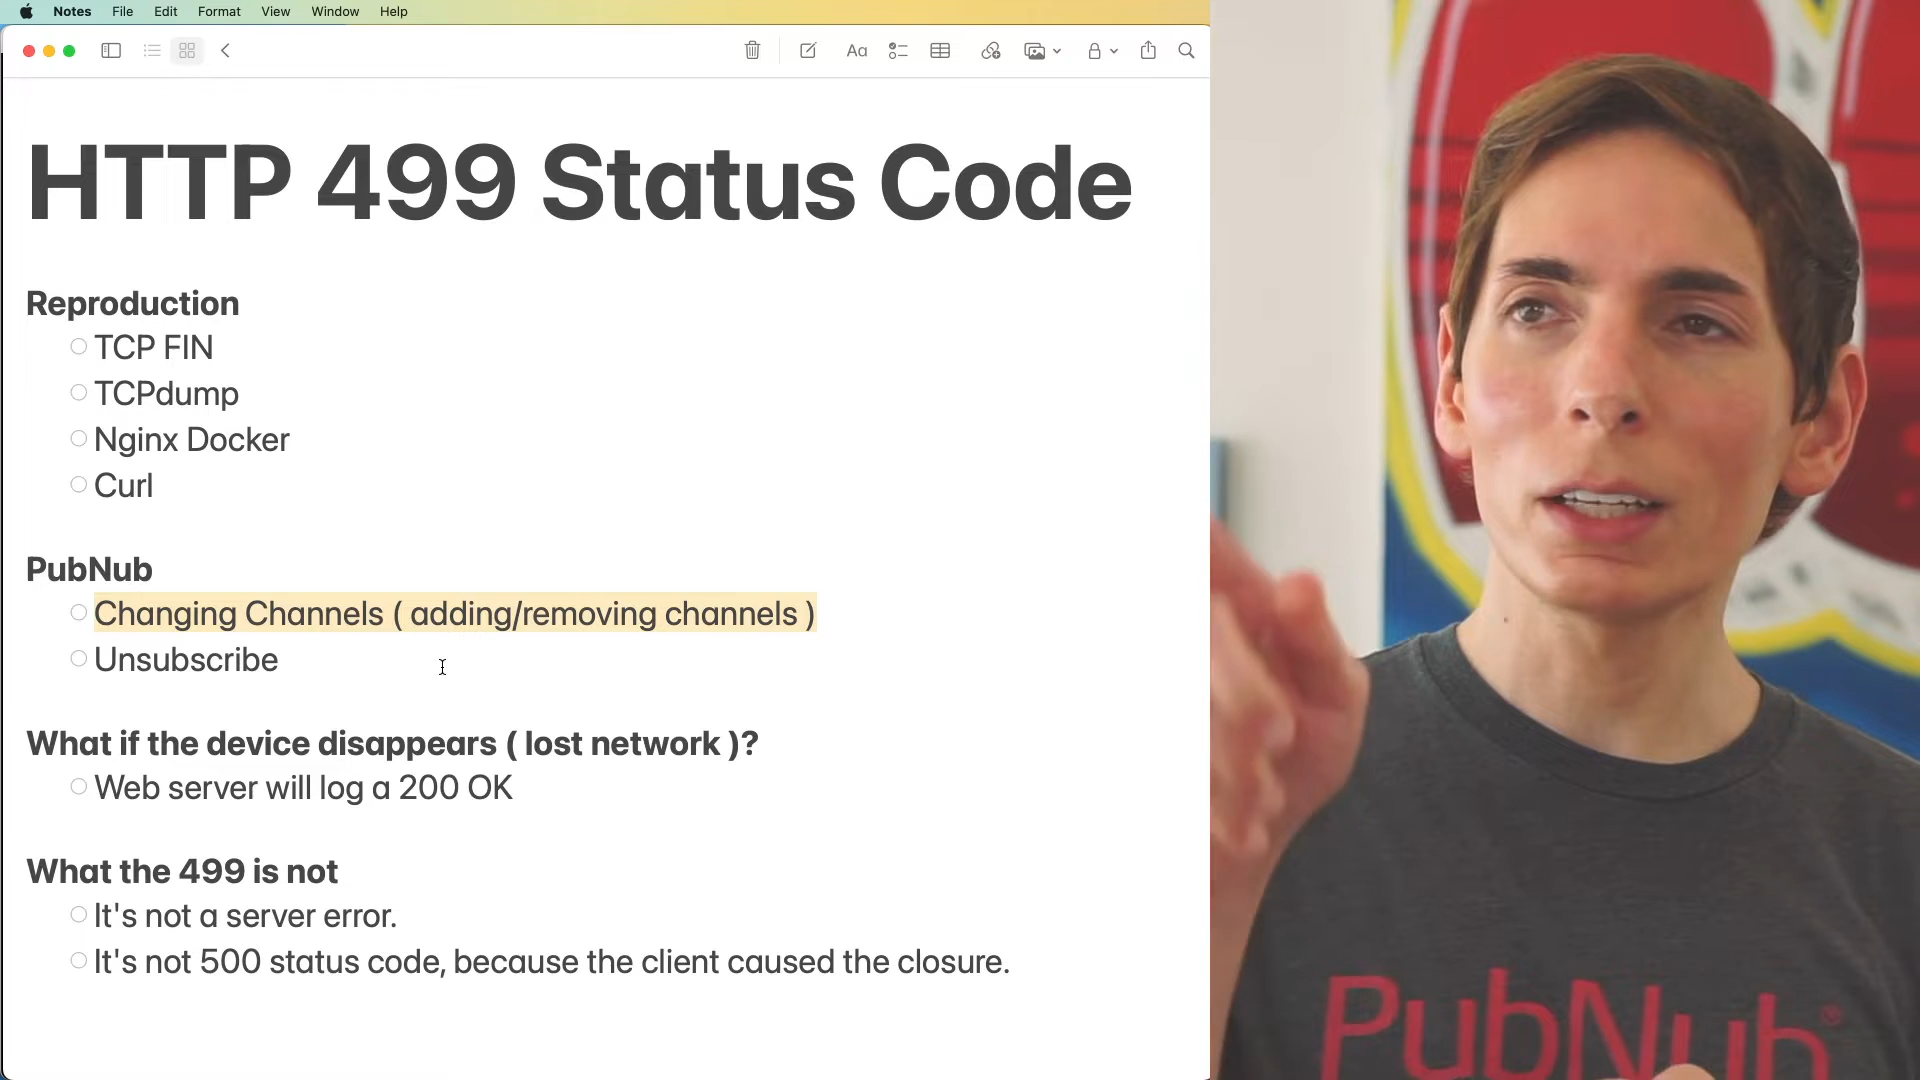 Notes File Edit Format View Window Help
Aa
HTTP 499 Status Code
Reproduction
TCP FIN
TCPdump
Nginx Docker
Curl
PubNub
Changing Channels ( adding/removing channels )
Unsubscribe
What if the device disappears ( lost network )?
Web server will log a 200 OK
What the 499 is not
It's not a server error.
It's not 500 status code, because the client caused the closure.
PubNub®